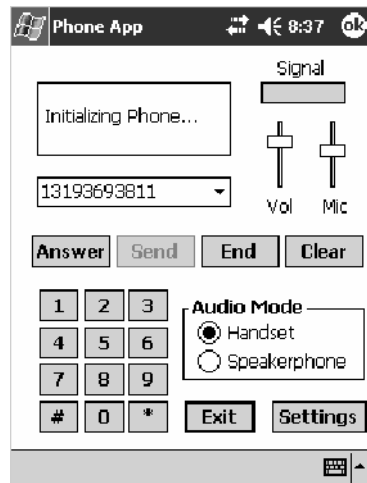 Phone App 8:37 ok
Signal
Initializing Phone...
13193693811
Vol Mic
Answer Send End Clear
1 2 3
Audio Mode
4 5 6
Handset
Speakerphone
7 8 9
# 0 *
Exit Settings